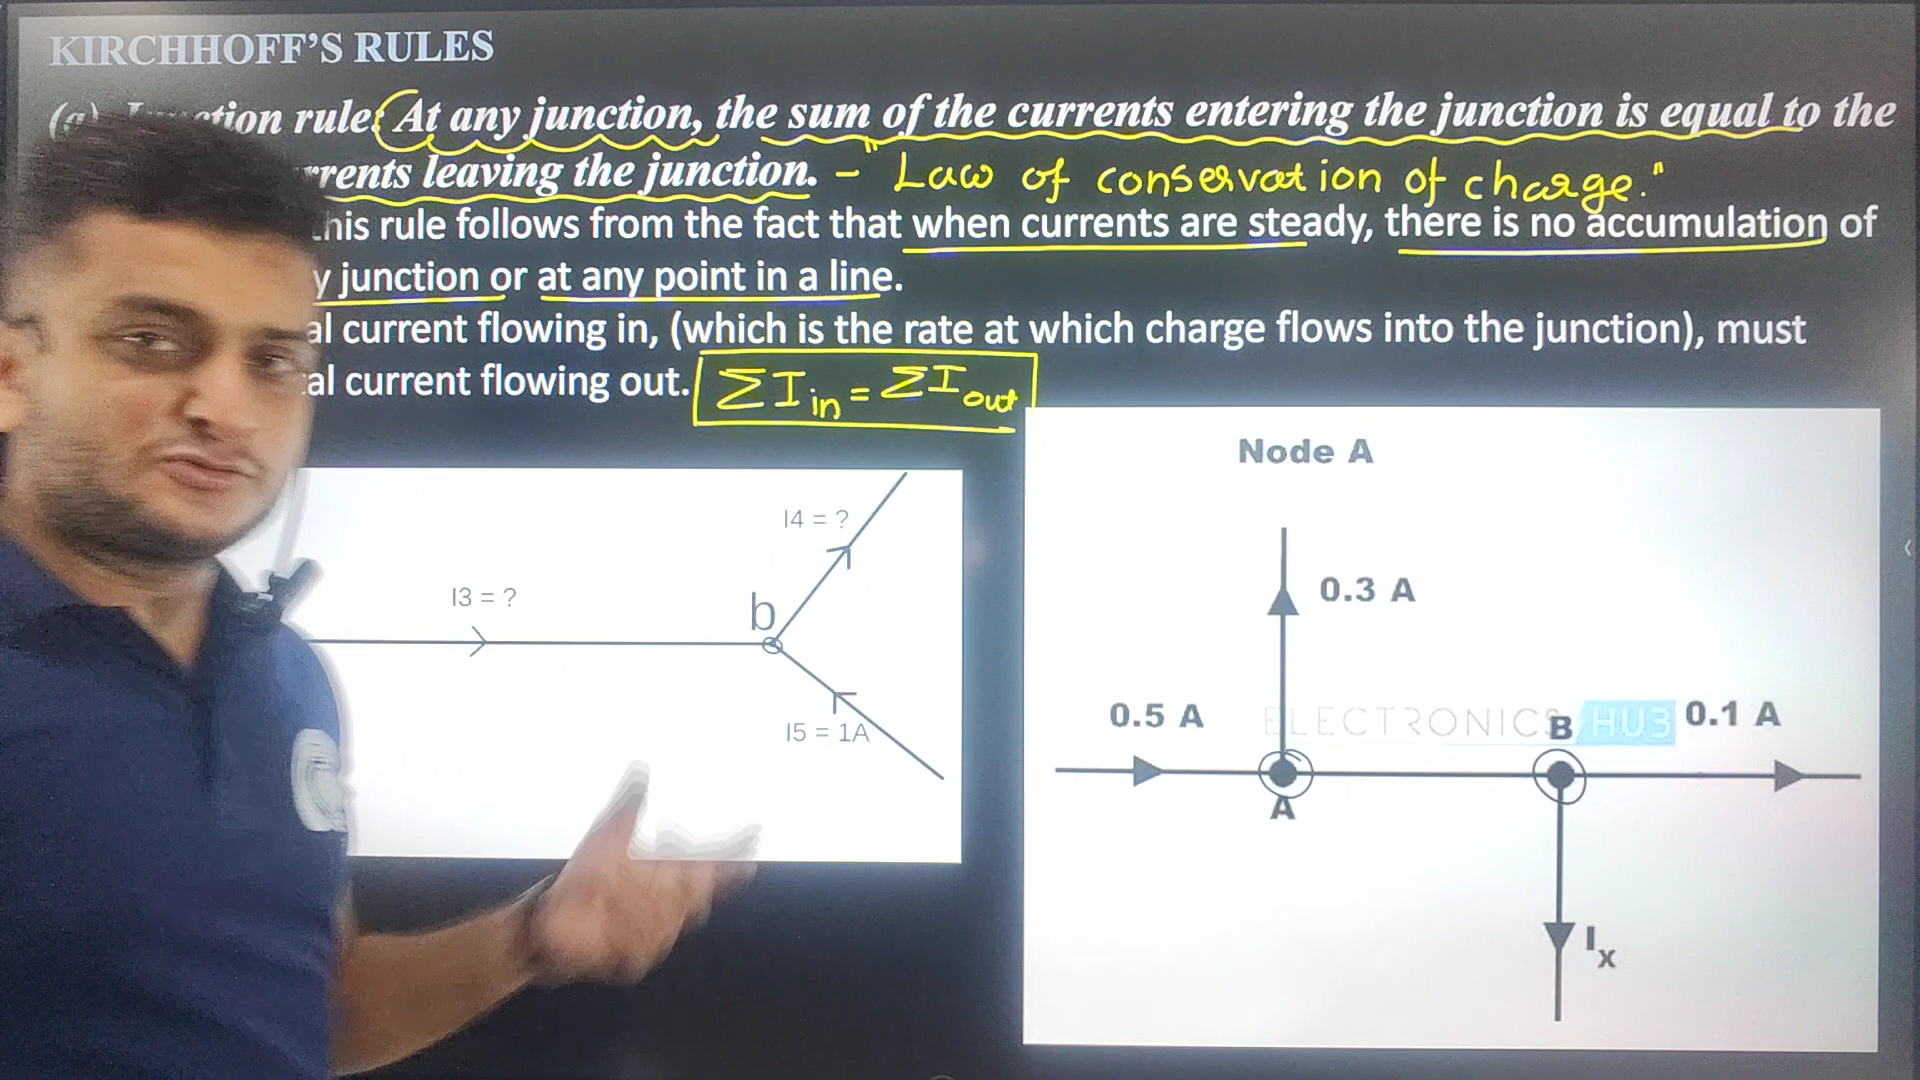 KIRCHHOFF'S RULES
rule: At any junction, the sum of the currents entering the junction is equal to the
leaving the junction. - "Law of conservation of charge."
rule follows from the fact that when currents are steady, there is no accumulation of
junction or at any point in a line.
current flowing in, (which is the rate at which charge flows into the junction), must
current flowing out. ΣI in = ΣI out
I4 = ?
I3 = ?
b
I5 = 1A
Node A
0.3 A
0.5 A
ELECTRONICS HUB
B
0.1 A
A
Ix